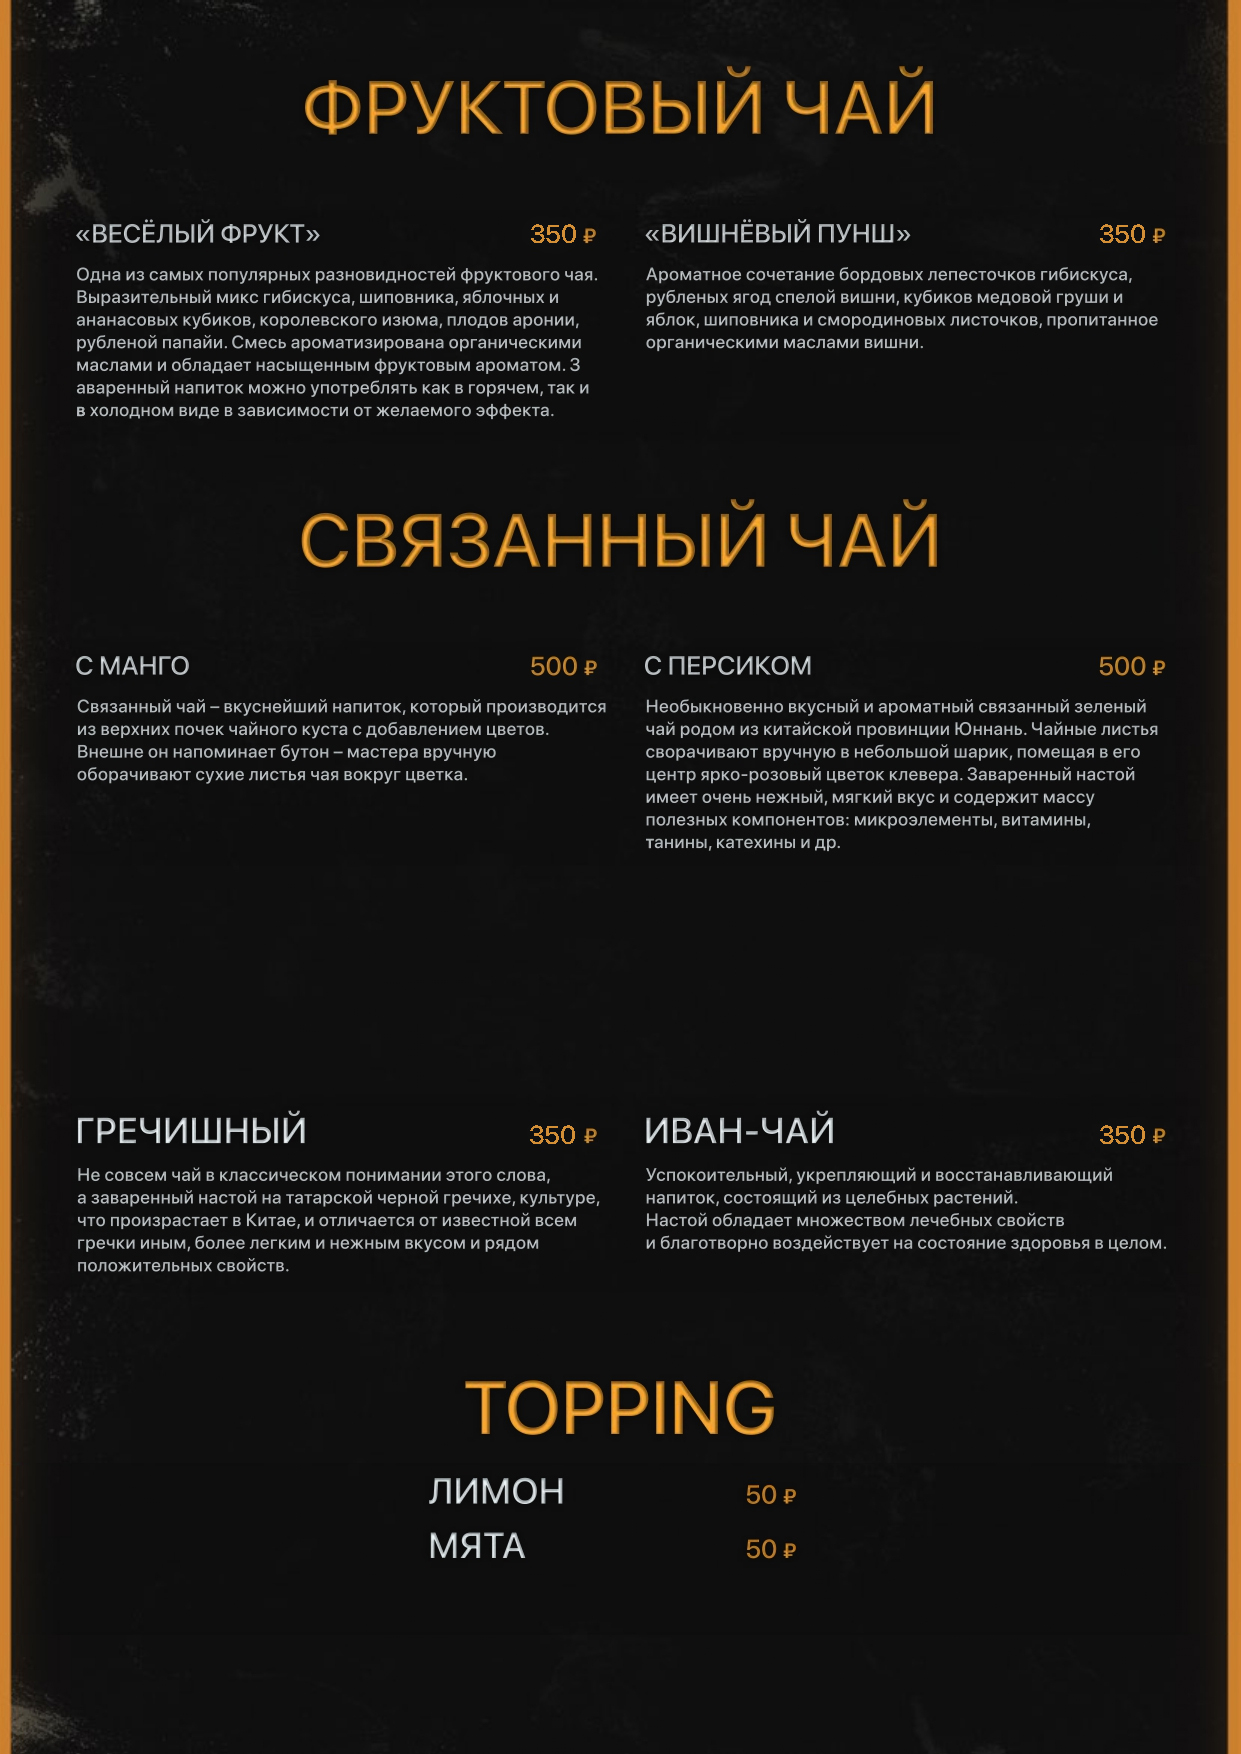 ФРУКТОВЫЙ ЧАЙ
«ВЕСЁЛЫЙ ФРУКТ» 350 ₽
Одна из самых популярных разновидностей фруктового чая.
Выразительный микс гибискуса, шиповника, яблочных и
ананасовых кубиков, королевского изюма, плодов аронии,
рубленой папайи. Смесь ароматизирована органическими
маслами и обладает насыщенным фруктовым ароматом. З
аваренный напиток можно употреблять как в горячем, так и
в холодном виде в зависимости от желаемого эффекта.
«ВИШНЁВЫЙ ПУНШ» 350 ₽
Ароматное сочетание бордовых лепесточков гибискуса,
рубленых ягод спелой вишни, кубиков медовой груши и
яблок, шиповника и смородиновых листочков, пропитанное
органическими маслами вишни.
СВЯЗАННЫЙ ЧАЙ
С МАНГО 500 ₽
Связанный чай – вкуснейший напиток, который производится
из верхних почек чайного куста с добавлением цветов.
Внешне он напоминает бутон – мастера вручную
оборачивают сухие листья чая вокруг цветка.
С ПЕРСИКОМ 500 ₽
Необыкновенно вкусный и ароматный связанный зеленый
чай родом из китайской провинции Юннань. Чайные листья
сворачивают вручную в небольшой шарик, помещая в его
центр ярко-розовый цветок клевера. Заваренный настой
имеет очень нежный, мягкий вкус и содержит массу
полезных компонентов: микроэлементы, витамины,
танины, катехины и др.
ГРЕЧИШНЫЙ 350 ₽
Не совсем чай в классическом понимании этого слова,
а заваренный настой на татарской черной гречихе, культуре,
что произрастает в Китае, и отличается от известной всем
гречки иным, более легким и нежным вкусом и рядом
положительных свойств.
ИВАН-ЧАЙ 350 ₽
Успокоительный, укрепляющий и восстанавливающий
напиток, состоящий из целебных растений.
Настой обладает множеством лечебных свойств
и благотворно воздействует на состояние здоровья в целом.
TOPPING
ЛИМОН 50 ₽
МЯТА 50 ₽